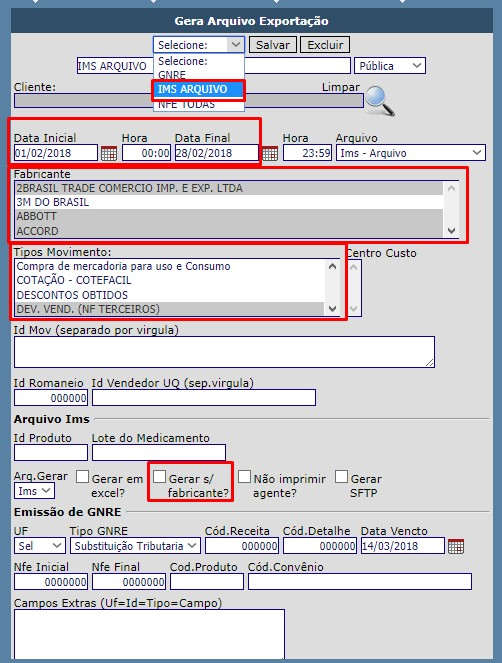 Gera Arquivo Exportação
Selecione: Salvar Excluir
Selecione:
IMS ARQUIVO Pública
GNRE
IMS ARQUIVO
NFE TODAS
Cliente: Limpar
Data Inicial Hora Data Final Hora Arquivo
01/02/2018 00:00 28/02/2018 23:59 Ims - Arquivo
Fabricante
2BRASIL TRADE COMERCIO IMP. E EXP. LTDA
3M DO BRASIL
ABBOTT
ACCORD
Tipos Movimento: Centro Custo
Compra de mercadoria para uso e Consumo
COTAÇÃO - COTEFACIL
DESCONTOS OBTIDOS
DEV. VEND. (NF TERCEIROS)
Id Mov (separado por virgula)
Id Romaneio Id Vendedor UQ (sep.virgula)
000000
Arquivo Ims
Id Produto Lote do Medicamento
Arq.Gerar Gerar em Gerar s/ Não imprimir Gerar
Ims excel? fabricante? agente? SFTP
Emissão de GNRE
UF Tipo GNRE Cód.Receita Cód.Detalhe Data Vencto
Sel Substituição Tributaria 000000 000000 14/03/2018
Nfe Inicial Nfe Final Cod.Produto Cód.Convênio
0000000 0000000
Campos Extras (Uf=Id=Tipo=Campo)